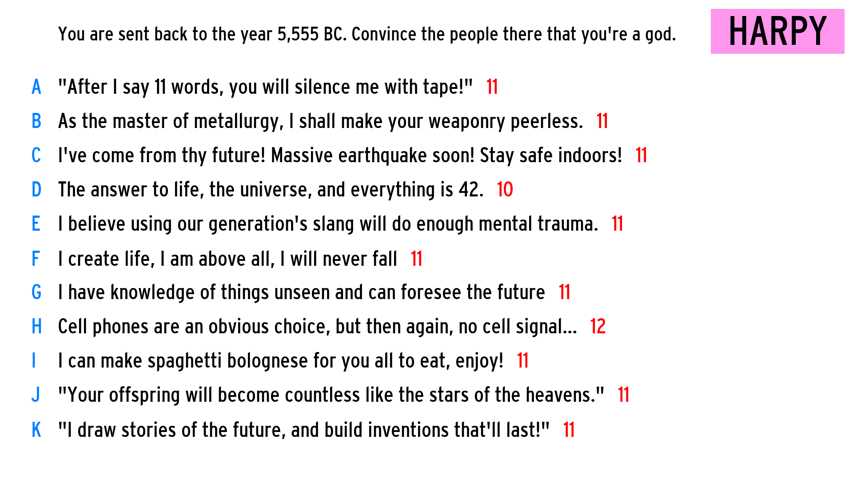 You are sent back to the year 5,555 BC. Convince the people there that you're a god.
HARPY
A "After I say 11 words, you will silence me with tape!" 11
B As the master of metallurgy, I shall make your weaponry peerless. 11
C I've come from thy future! Massive earthquake soon! Stay safe indoors! 11
D The answer to life, the universe, and everything is 42. 10
E I believe using our generation's slang will do enough mental trauma. 11
F I create life, I am above all, I will never fall 11
G I have knowledge of things unseen and can foresee the future 11
H Cell phones are an obvious choice, but then again, no cell signal... 12
I I can make spaghetti bolognese for you all to eat, enjoy! 11
J "Your offspring will become countless like the stars of the heavens." 11
K "I draw stories of the future, and build inventions that'll last!" 11